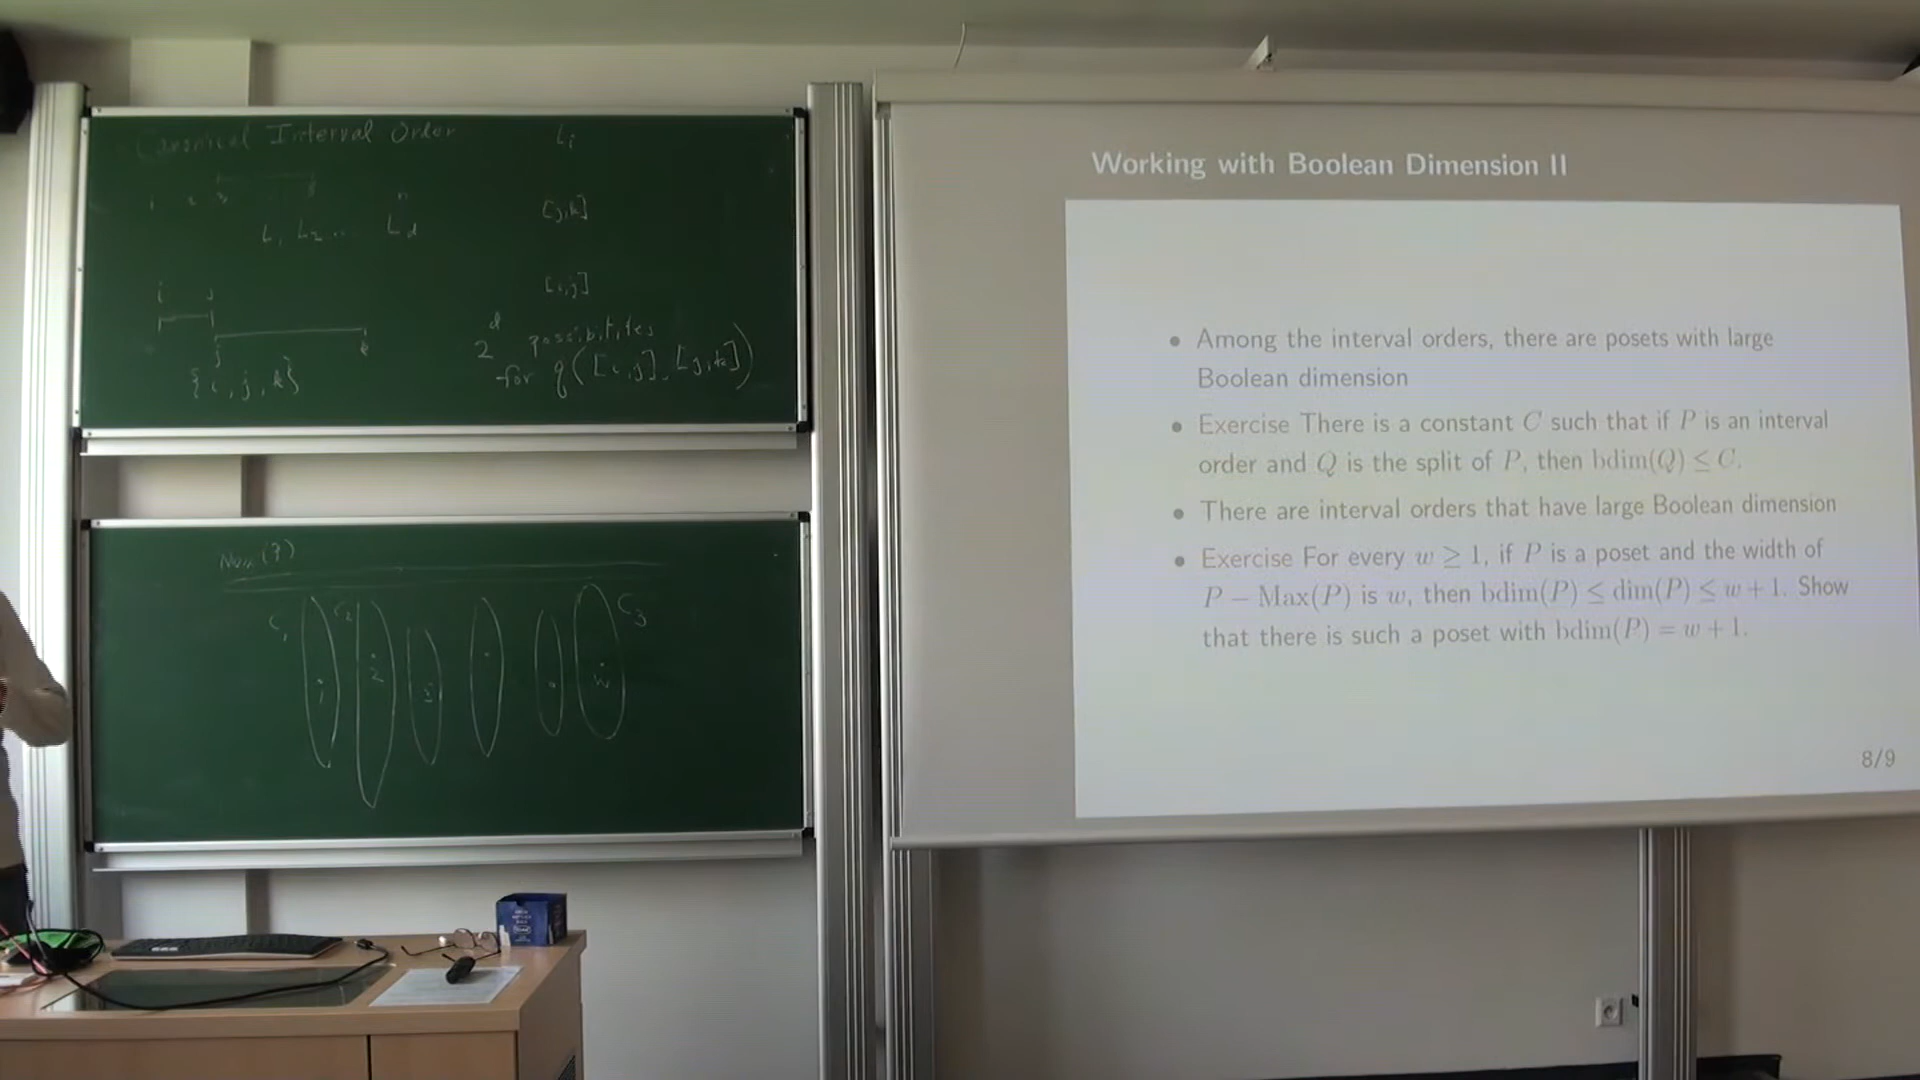 Canonical Interval Order
L₁ L₂ ... L_d
i j
j k
{i, j, k}
L_i
[j,k]
[i,j]
2^d possibilities
for q([i,j], [j,k])
C₁ C₂ C₃
1 2 3 w
Working with Boolean Dimension II
• Among the interval orders, there are posets with large
Boolean dimension
• Exercise There is a constant C such that if P is an interval
order and Q is the split of P, then bdim(Q) ≤ C.
• There are interval orders that have large Boolean dimension
• Exercise For every w ≥ 1, if P is a poset and the width of
P − Max(P) is w, then bdim(P) ≤ dim(P) ≤ w + 1. Show
that there is such a poset with bdim(P) = w + 1.
8/9